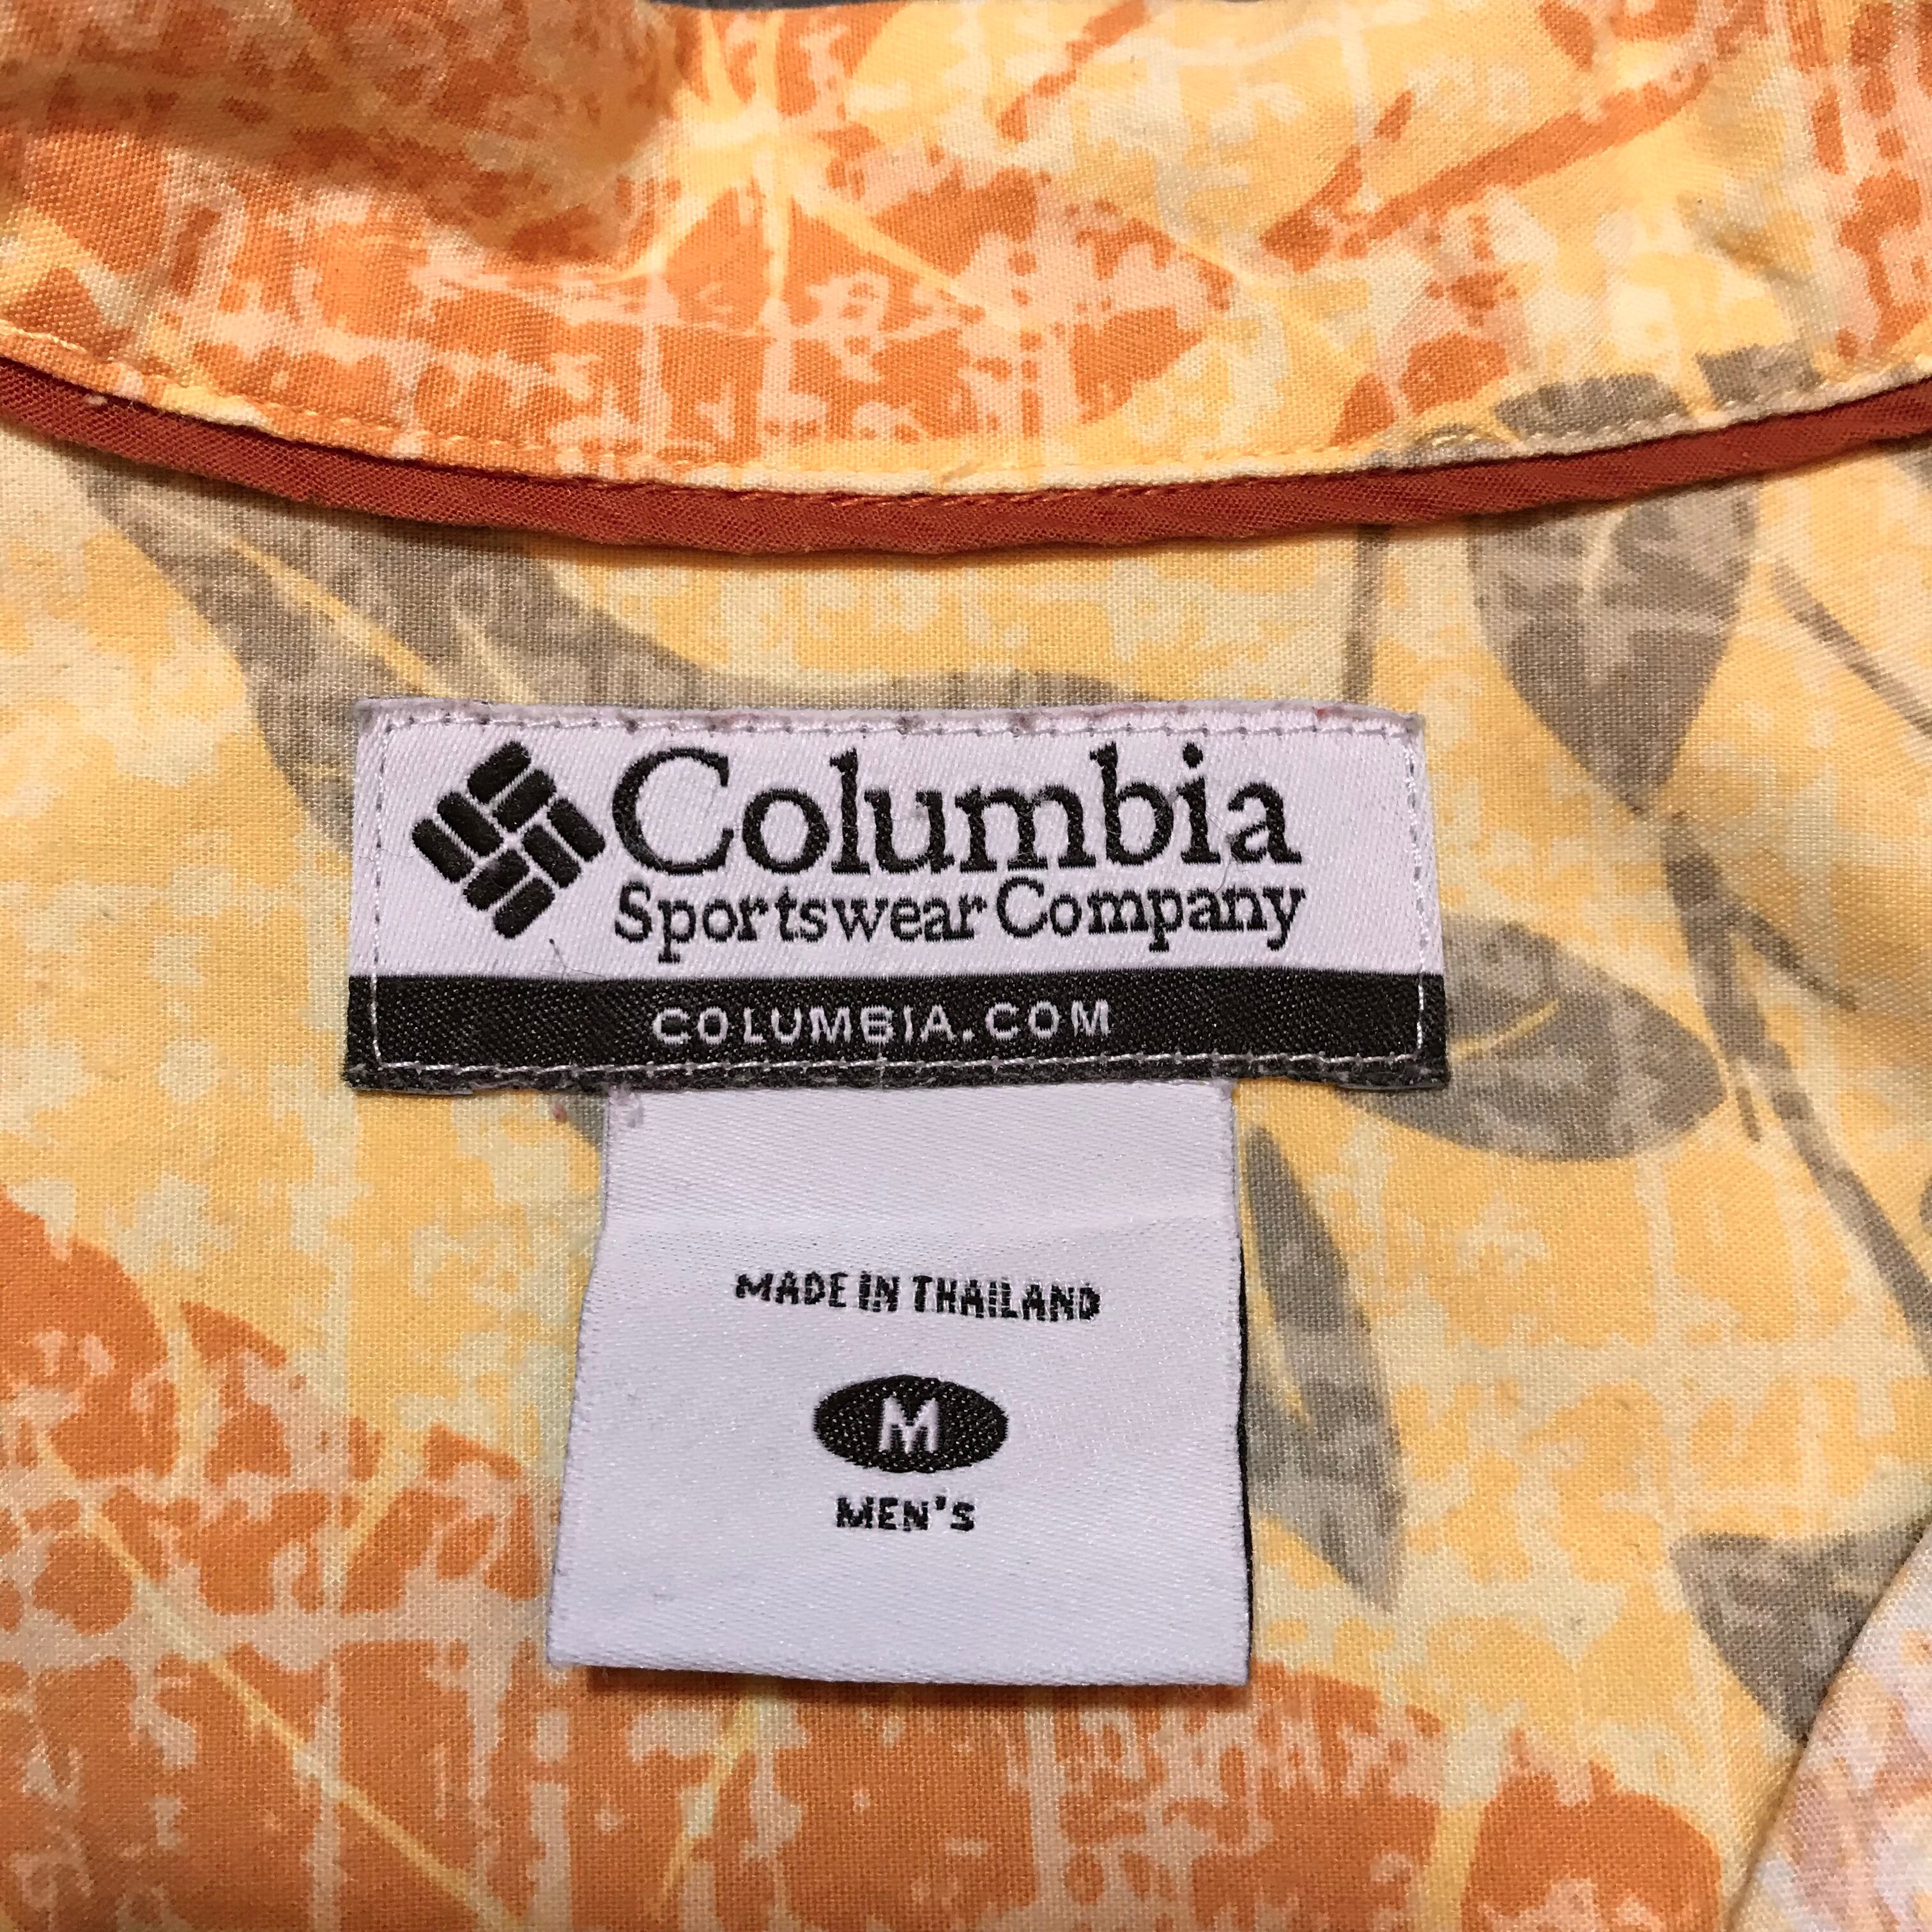 Columbia
Sportswear Company
COLUMBIA.COM
MADE IN THAILAND
M
MEN'S